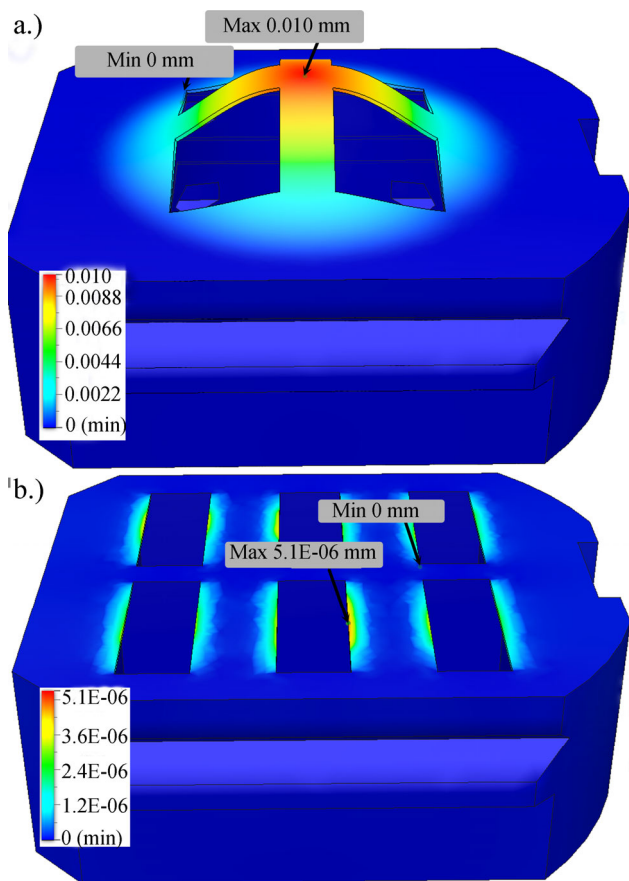 a.)
Max 0.010 mm
Min 0 mm
0.010
0.0088
0.0066
0.0044
0.0022
0 (min)
b.)
Min 0 mm
Max 5.1E-06 mm
5.1E-06
3.6E-06
2.4E-06
1.2E-06
0 (min)